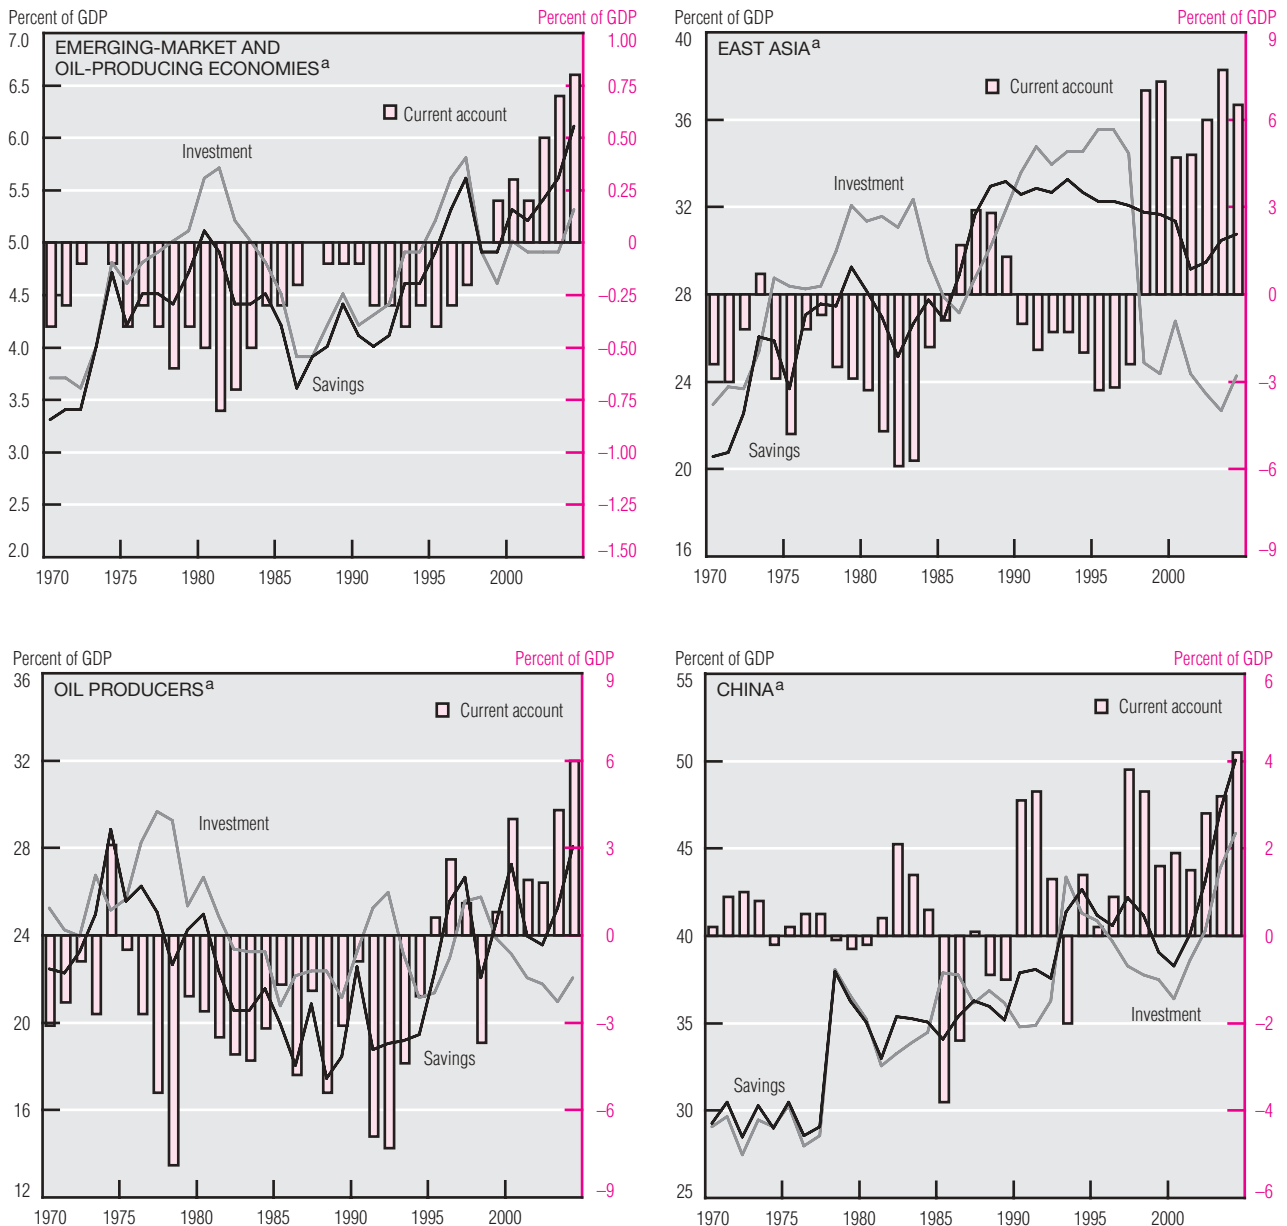 Percent of GDP
Percent of GDP
7.0
6.5
6.0
5.5
5.0
4.5
4.0
3.5
3.0
2.5
2.0
EMERGING-MARKET AND
OIL-PRODUCING ECONOMIESa
Current account
Investment
Savings
1.00
0.75
0.50
0.25
0
–0.25
–0.50
–0.75
–1.00
–1.25
–1.50
1970 1975 1980 1985 1990 1995 2000
Percent of GDP
Percent of GDP
40
36
32
28
24
20
16
EAST ASIAa
Current account
Investment
Savings
9
6
3
0
–3
–6
–9
1970 1975 1980 1985 1990 1995 2000
Percent of GDP
Percent of GDP
36
32
28
24
20
16
12
OIL PRODUCERSa
Current account
Investment
Savings
9
6
3
0
–3
–6
–9
1970 1975 1980 1985 1990 1995 2000
Percent of GDP
Percent of GDP
55
50
45
40
35
30
25
CHINAa
Current account
Investment
Savings
6
4
2
0
–2
–4
–6
1970 1975 1980 1985 1990 1995 2000